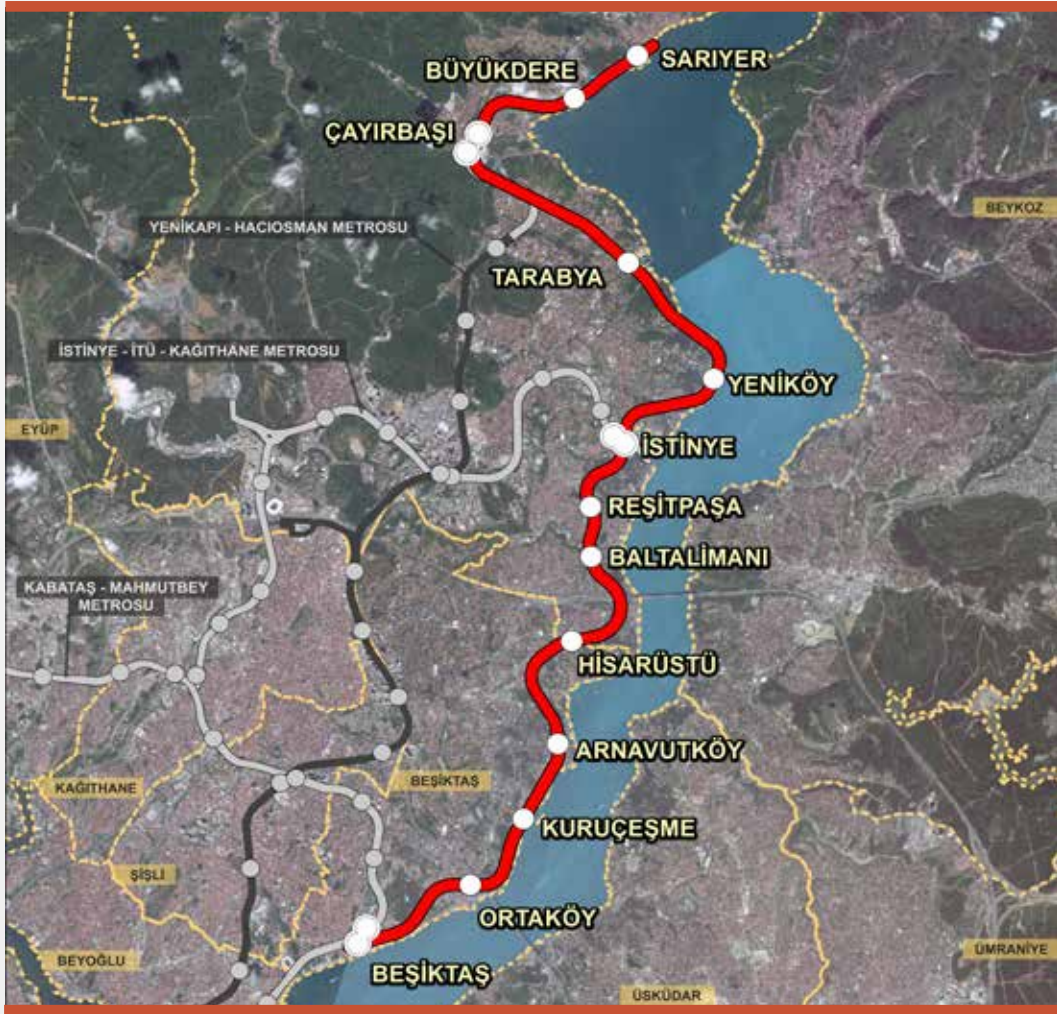 SARIYER
BÜYÜKDERE
ÇAYIRBAŞI
BEYKOZ
YENİKAPI - HACIOSMAN METROSU
TARABYA
İSTİNYE - İTÜ - KAĞITHANE METROSU
YENİKÖY
EYÜP
İSTİNYE
REŞİTPAŞA
BALTALİMANI
KABATAŞ - MAHMUTBEY
METROSU
HİSARÜSTÜ
ARNAVUTKÖY
KAĞITHANE
BEŞİKTAŞ
KURUÇEŞME
ŞİŞLİ
ORTAKÖY
BEYOĞLU
ÜMRANİYE
BEŞİKTAŞ
ÜSKÜDAR